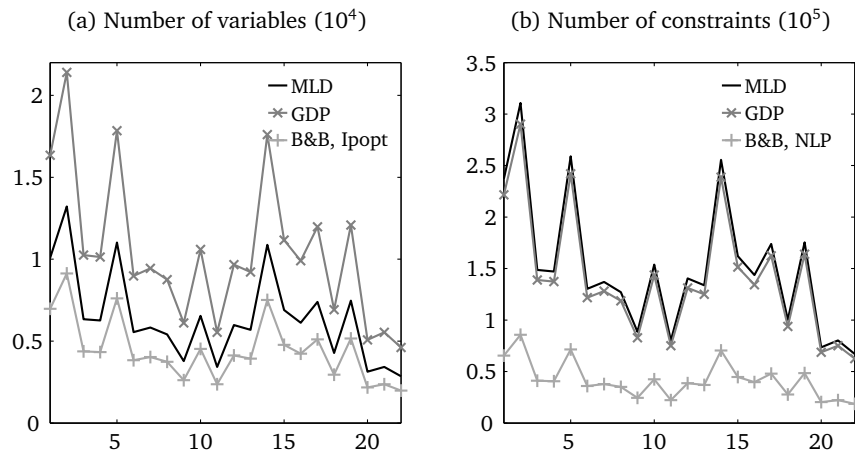 (a) Number of variables (10⁴)
2
1.5
1
0.5
0
5
10
15
20
MLD
GDP
B&B, Ipopt
(b) Number of constraints (10⁵)
3.5
3
2.5
2
1.5
1
0.5
0
5
10
15
20
MLD
GDP
B&B, NLP